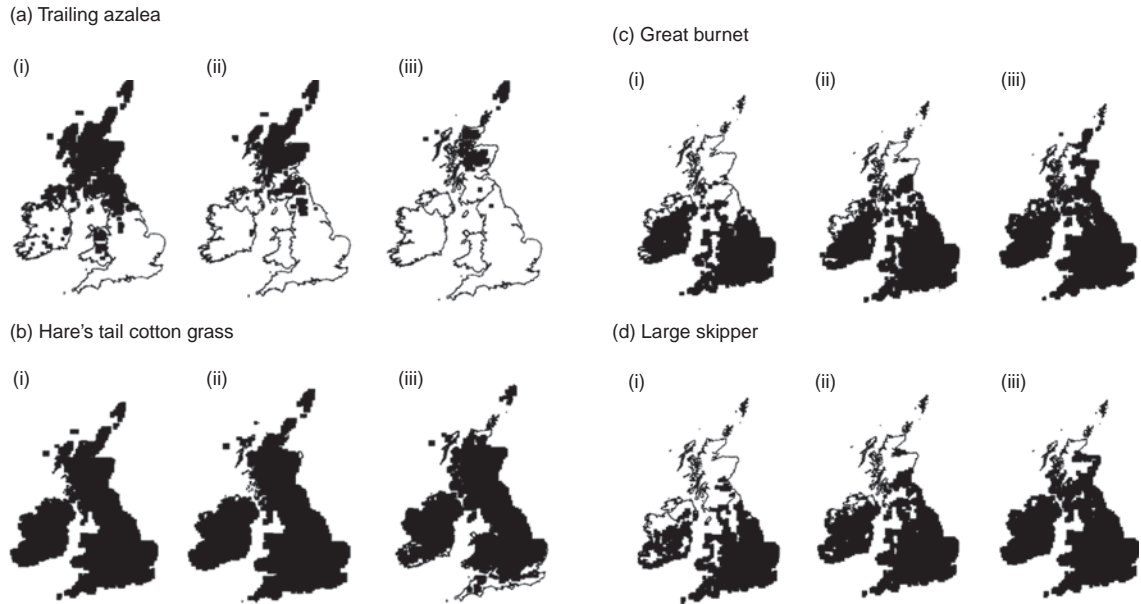 (a) Trailing azalea
(i) (ii) (iii)
(b) Hare's tail cotton grass
(i) (ii) (iii)
(c) Great burnet
(i) (ii) (iii)
(d) Large skipper
(i) (ii) (iii)